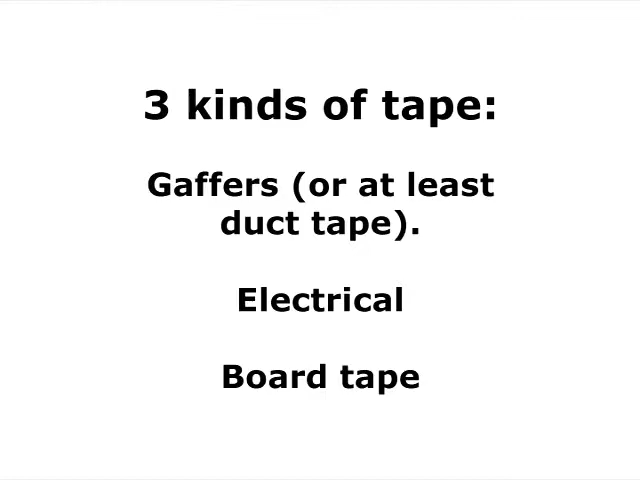 3 kinds of tape:
Gaffers (or at least
duct tape).
Electrical
Board tape